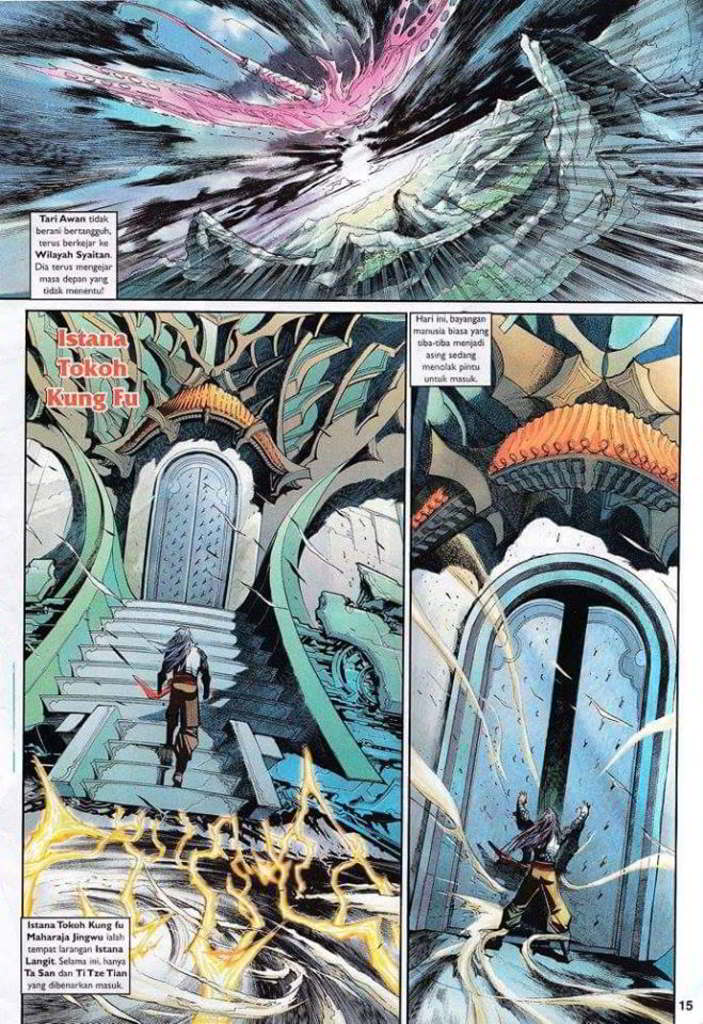 Tari Awan tidak
berani bertangguh,
terus berkejar ke
Wilayah Syaitan.
Dia terus mengejar
masa depan yang
tidak menentu!
Istana
Tokoh
Kung Fu
Hari ini, bayangan
manusia biasa yang
tiba-tiba menjadi
asing sedang
menolak pintu
untuk masuk.
Istana Tokoh Kung fu
Maharaja Jingwu ialah
tempat larangan Istana
Langit. Selama ini, hanya
Ta San dan Ti Tze Tian
yang dibenarkan masuk.
15